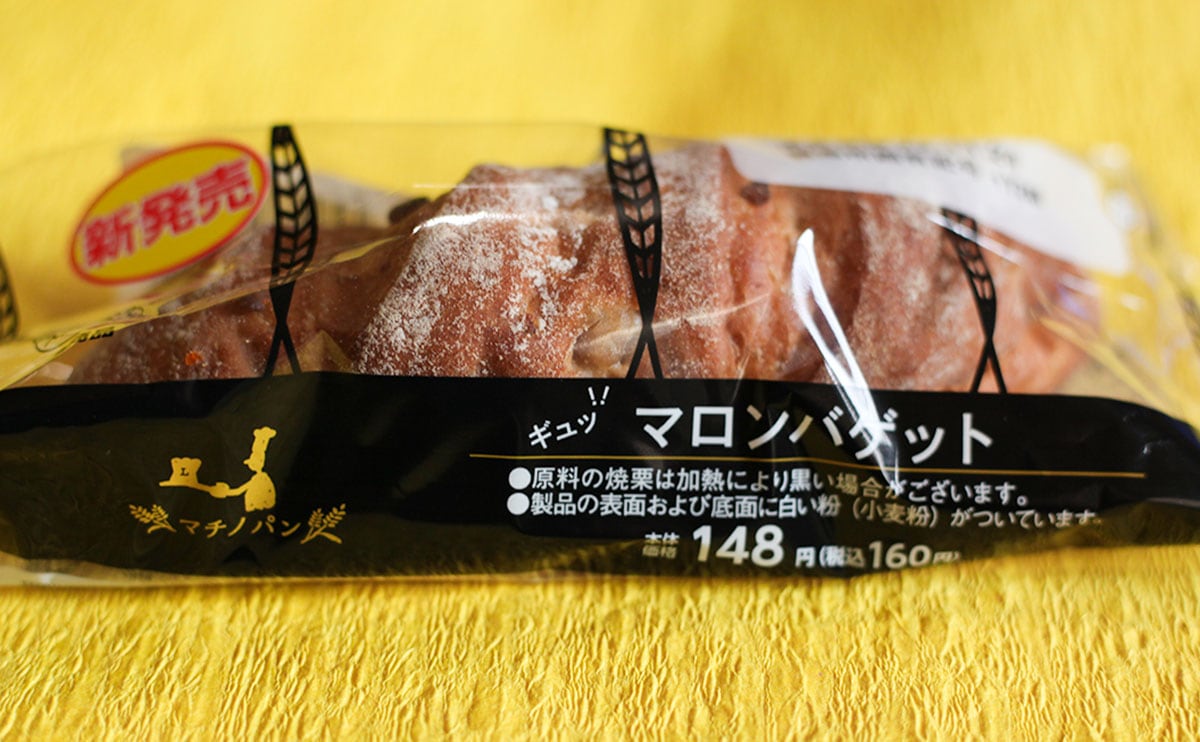 新発売
ギュッ!!
マロンバゲット
●原料の焼栗は加熱により黒い場合がございます。
●製品の表面および底面に白い粉（小麦粉）がついています。
本体価格 148円(税込160円)
L
マチノパン